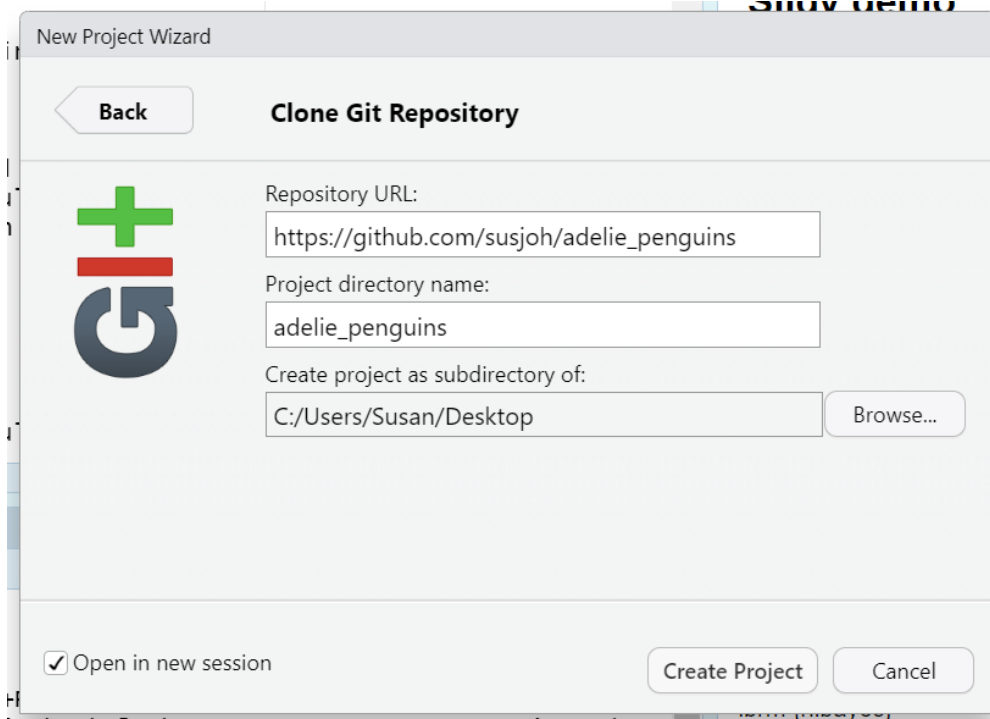 New Project Wizard
Back
Clone Git Repository
GIt
Repository URL:
https://github.com/susjoh/adelie_penguins
Project directory name:
adelie_penguins
Create project as subdirectory of:
C:/Users/Susan/Desktop
Browse...
Open in new session
Create Project
Cancel